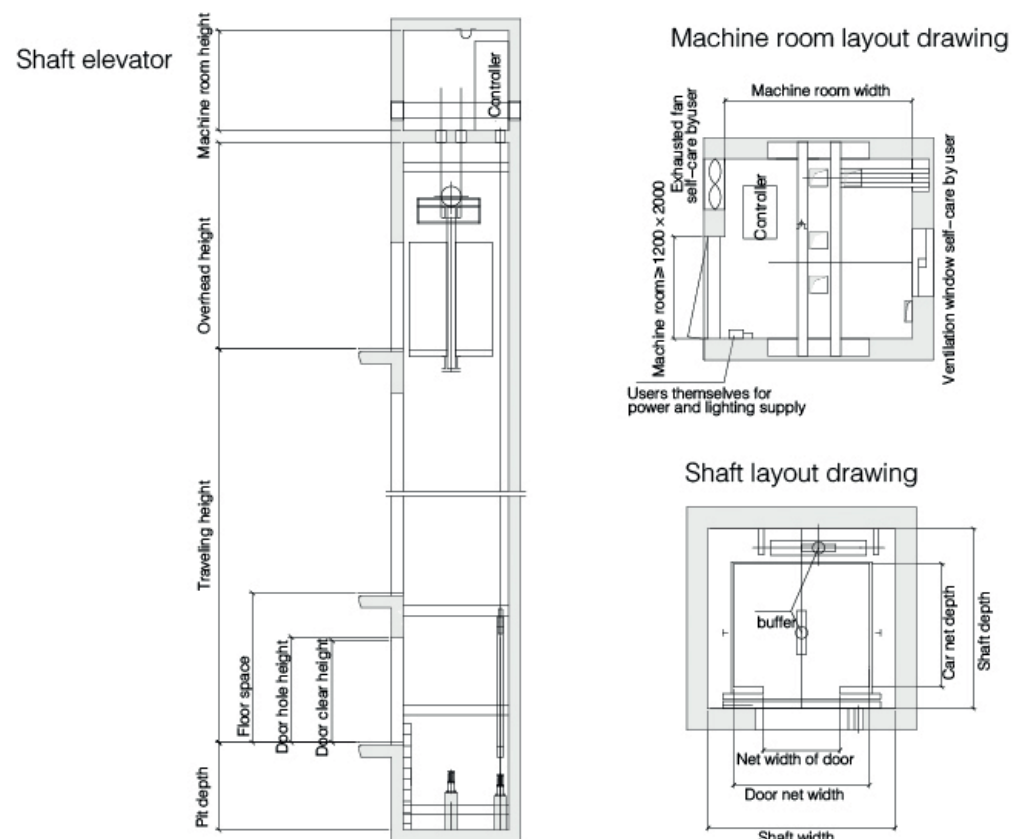 Shaft elevator
Machine room height
Controller
Overhead height
Traveling height
Floor space
Door hole height
Door clear height
Pit depth
Machine room layout drawing
Machine room width
Exhausted fan
self-care byuser
Controller
Machine room≥1200×2000
Ventilation window self-care by user
Users themselves for
power and lighting supply
Shaft layout drawing
buffer
Car net depth
Shaft depth
Net width of door
Door net width
Shaft width